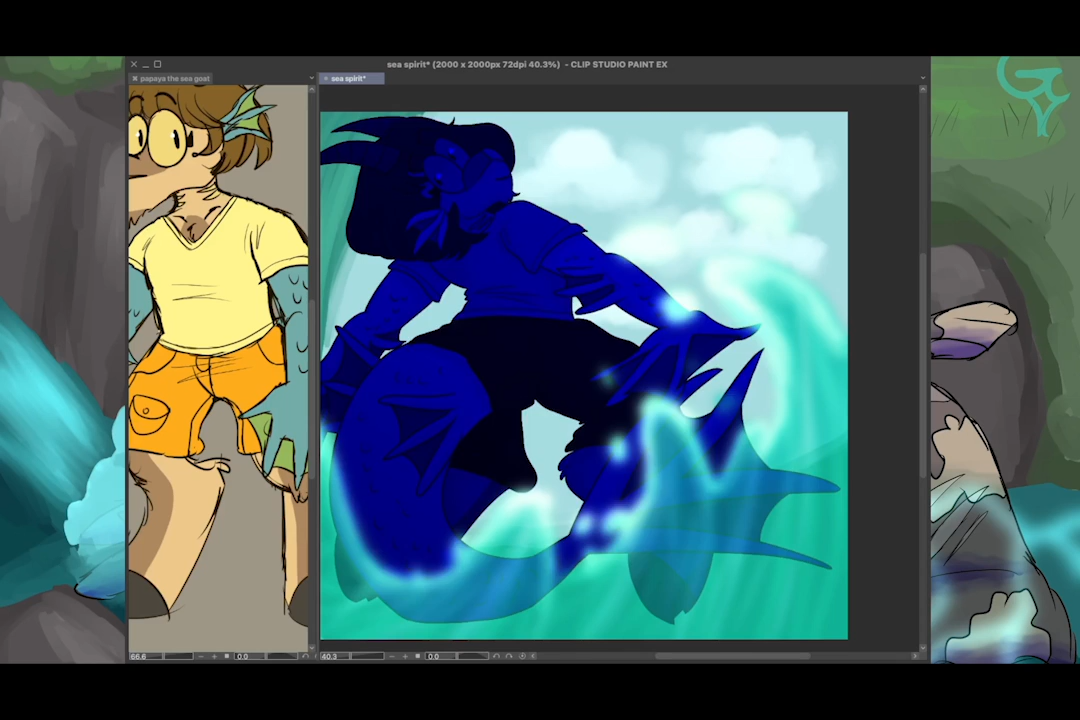 sea spirit* (2000 x 2000px 72dpi 40.3%) - CLIP STUDIO PAINT EX
papaya the sea goat
sea spirit*
66.6
0.0
40.3
0.0